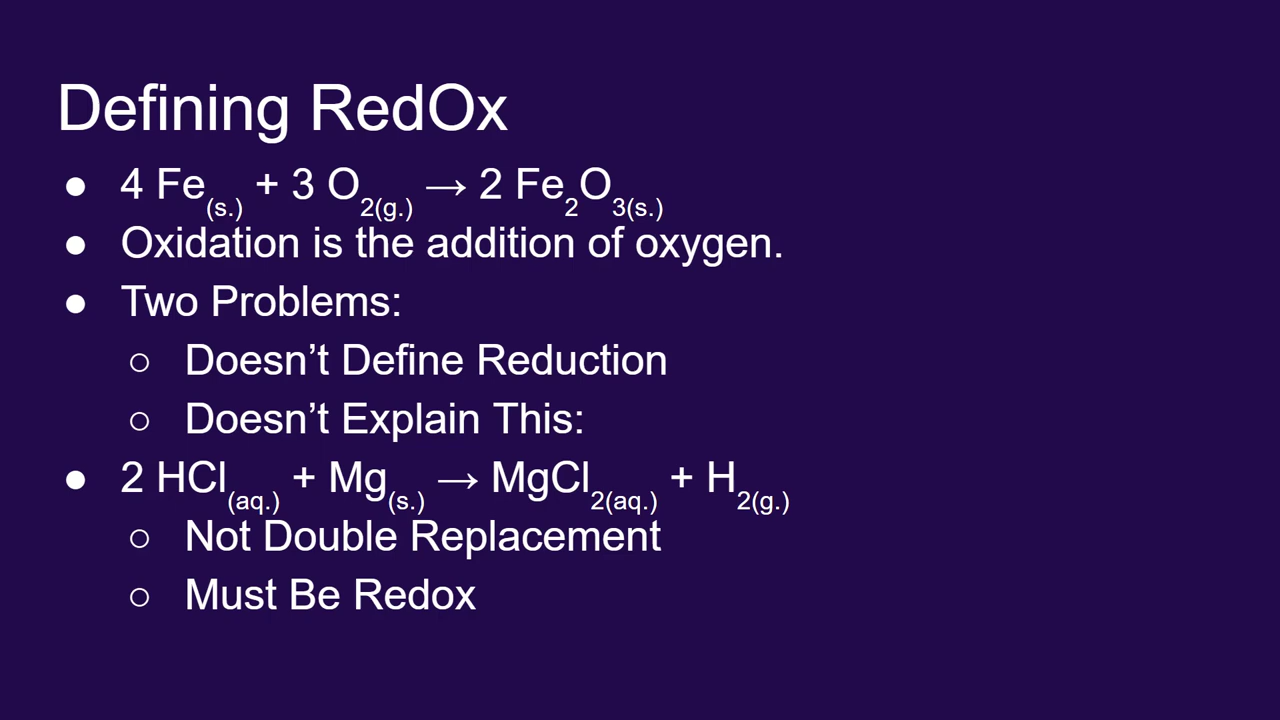 Defining RedOx
● 4 Fe(s.) + 3 O2(g.) → 2 Fe2O3(s.)
● Oxidation is the addition of oxygen.
● Two Problems:
○ Doesn’t Define Reduction
○ Doesn’t Explain This:
● 2 HCl(aq.) + Mg(s.) → MgCl2(aq.) + H2(g.)
○ Not Double Replacement
○ Must Be Redox